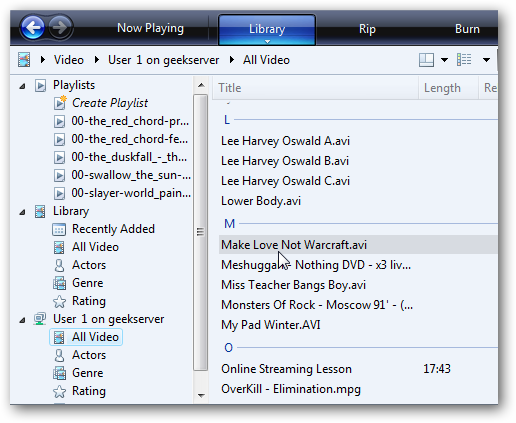 Now Playing Library Rip Burn
Video User 1 on geekserver All Video
Playlists
Create Playlist
00-the_red_chord-pr...
00-the_red_chord-fe...
00-the_duskfall_-_th...
00-swallow_the_sun-...
00-slayer-world_pain...
Library
Recently Added
All Video
Actors
Genre
Rating
User 1 on geekserver
All Video
Actors
Genre
Rating
Title Length Re
L
Lee Harvey Oswald A.avi
Lee Harvey Oswald B.avi
Lee Harvey Oswald C.avi
Lower Body.avi
M
Make Love Not Warcraft.avi
Meshuggah - Nothing DVD - x3 liv...
Miss Teacher Bangs Boy.avi
Monsters Of Rock - Moscow 91' - (...
My Pad Winter.AVI
O
Online Streaming Lesson 17:43
OverKill - Elimination.mpg